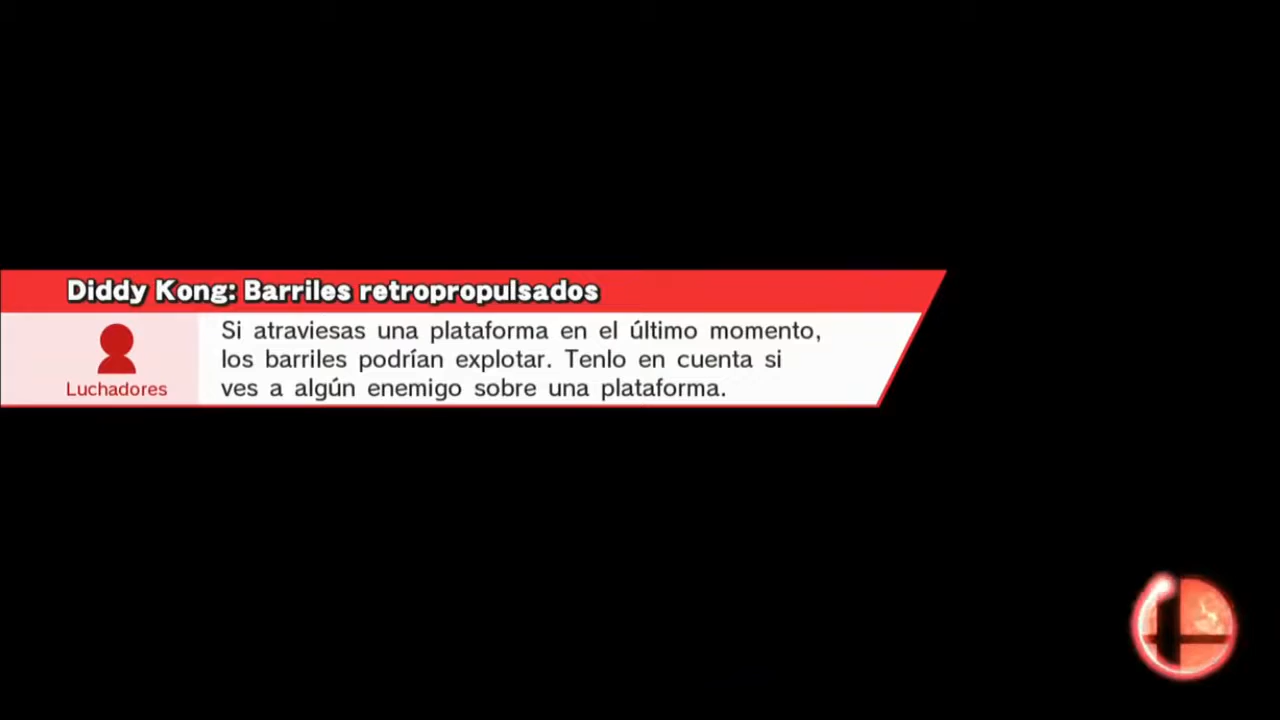 Diddy Kong: Barriles retropropulsados
Si atraviesas una plataforma en el último momento,
los barriles podrían explotar. Tenlo en cuenta si
ves a algún enemigo sobre una plataforma.
Luchadores